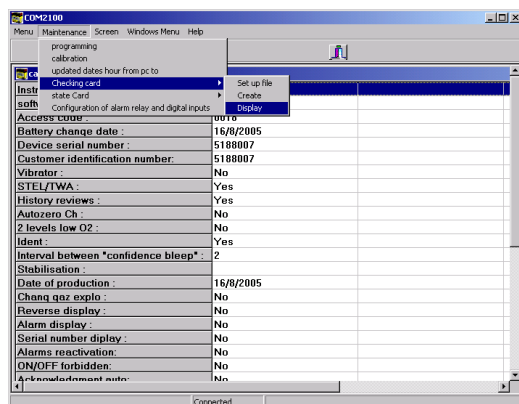 COM2100
Menu Maintenance Screen Windows Menu Help
programming
calibration
updated dates hour from pc to
Checking card
state Card
Configuration of alarm relay and digital inputs
Set up file
Create
Display
ca
Instr
softw
Access code : 0018
Battery change date : 16/8/2005
Device serial number : 5188007
Customer identification number: 5188007
Vibrator : No
STEL/TWA : Yes
History reviews : Yes
Autozero Ch : No
2 levels low O2 : No
Ident : Yes
Interval between "confidence bleep" : 2
Stabilisation :
Date of production : 16/8/2005
Chang gaz explo : No
Reverse display : No
Alarm display : No
Serial number diplay : No
Alarms reactivation: No
ON/OFF forbidden: No
Acknowledgment auto: No
Connected